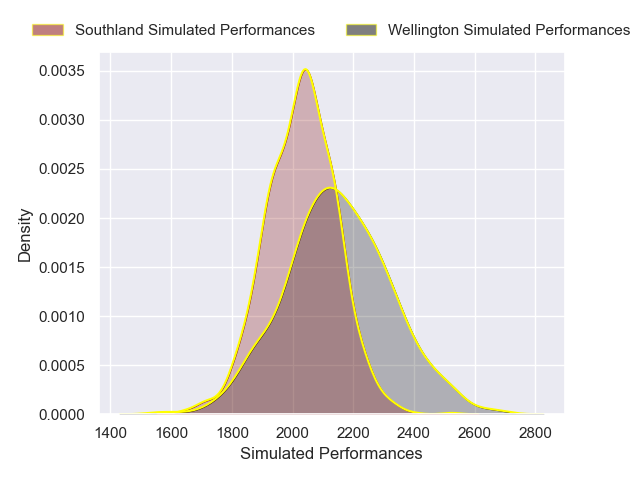 Southland Simulated Performances
Wellington Simulated Performances
0.0035
0.0030
0.0025
0.0020
0.0015
0.0010
0.0005
0.0000
Density
1400 1600 1800 2000 2200 2400 2600 2800
Simulated Performances